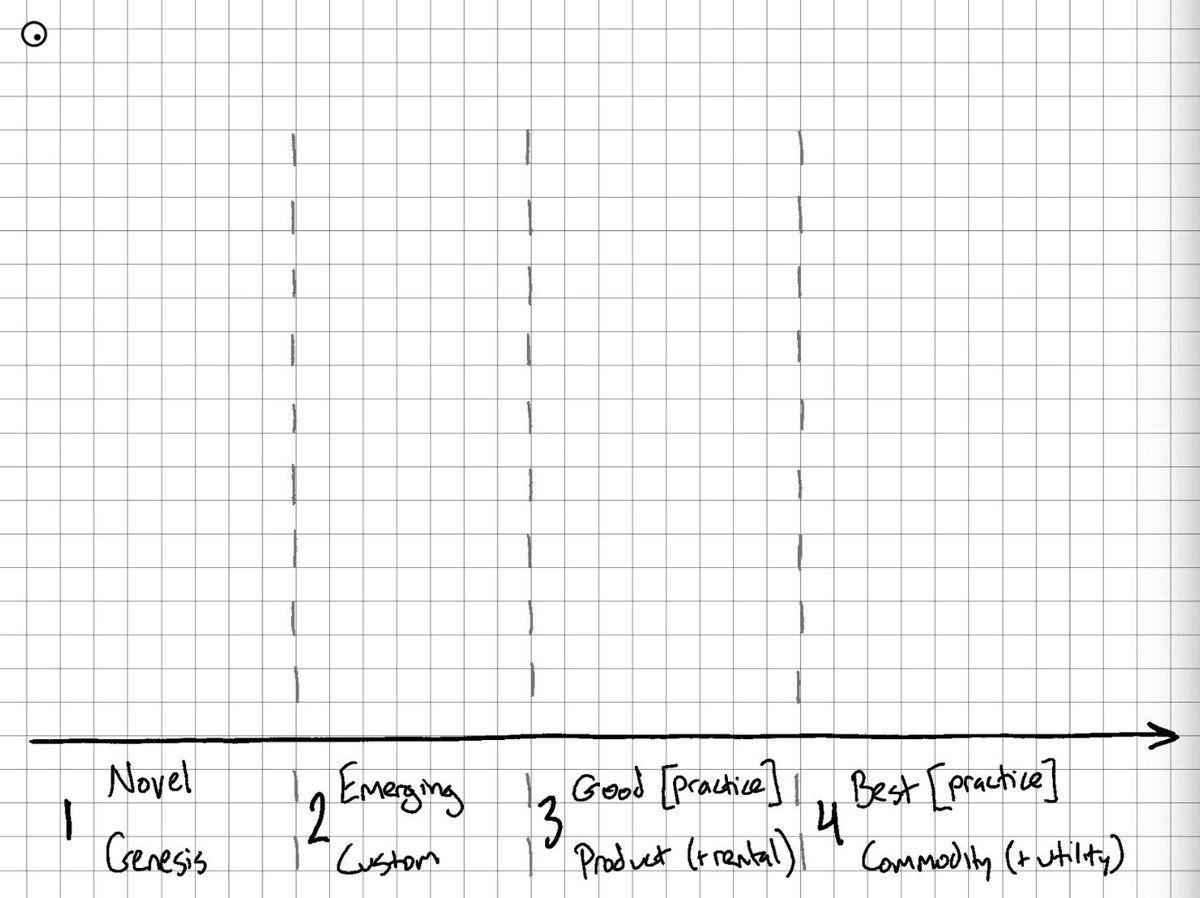 1
Novel
Genesis
2
Emerging
Custom
3
Good [practice]
Product (+rental)
4
Best [practice]
Commodity (+utility)